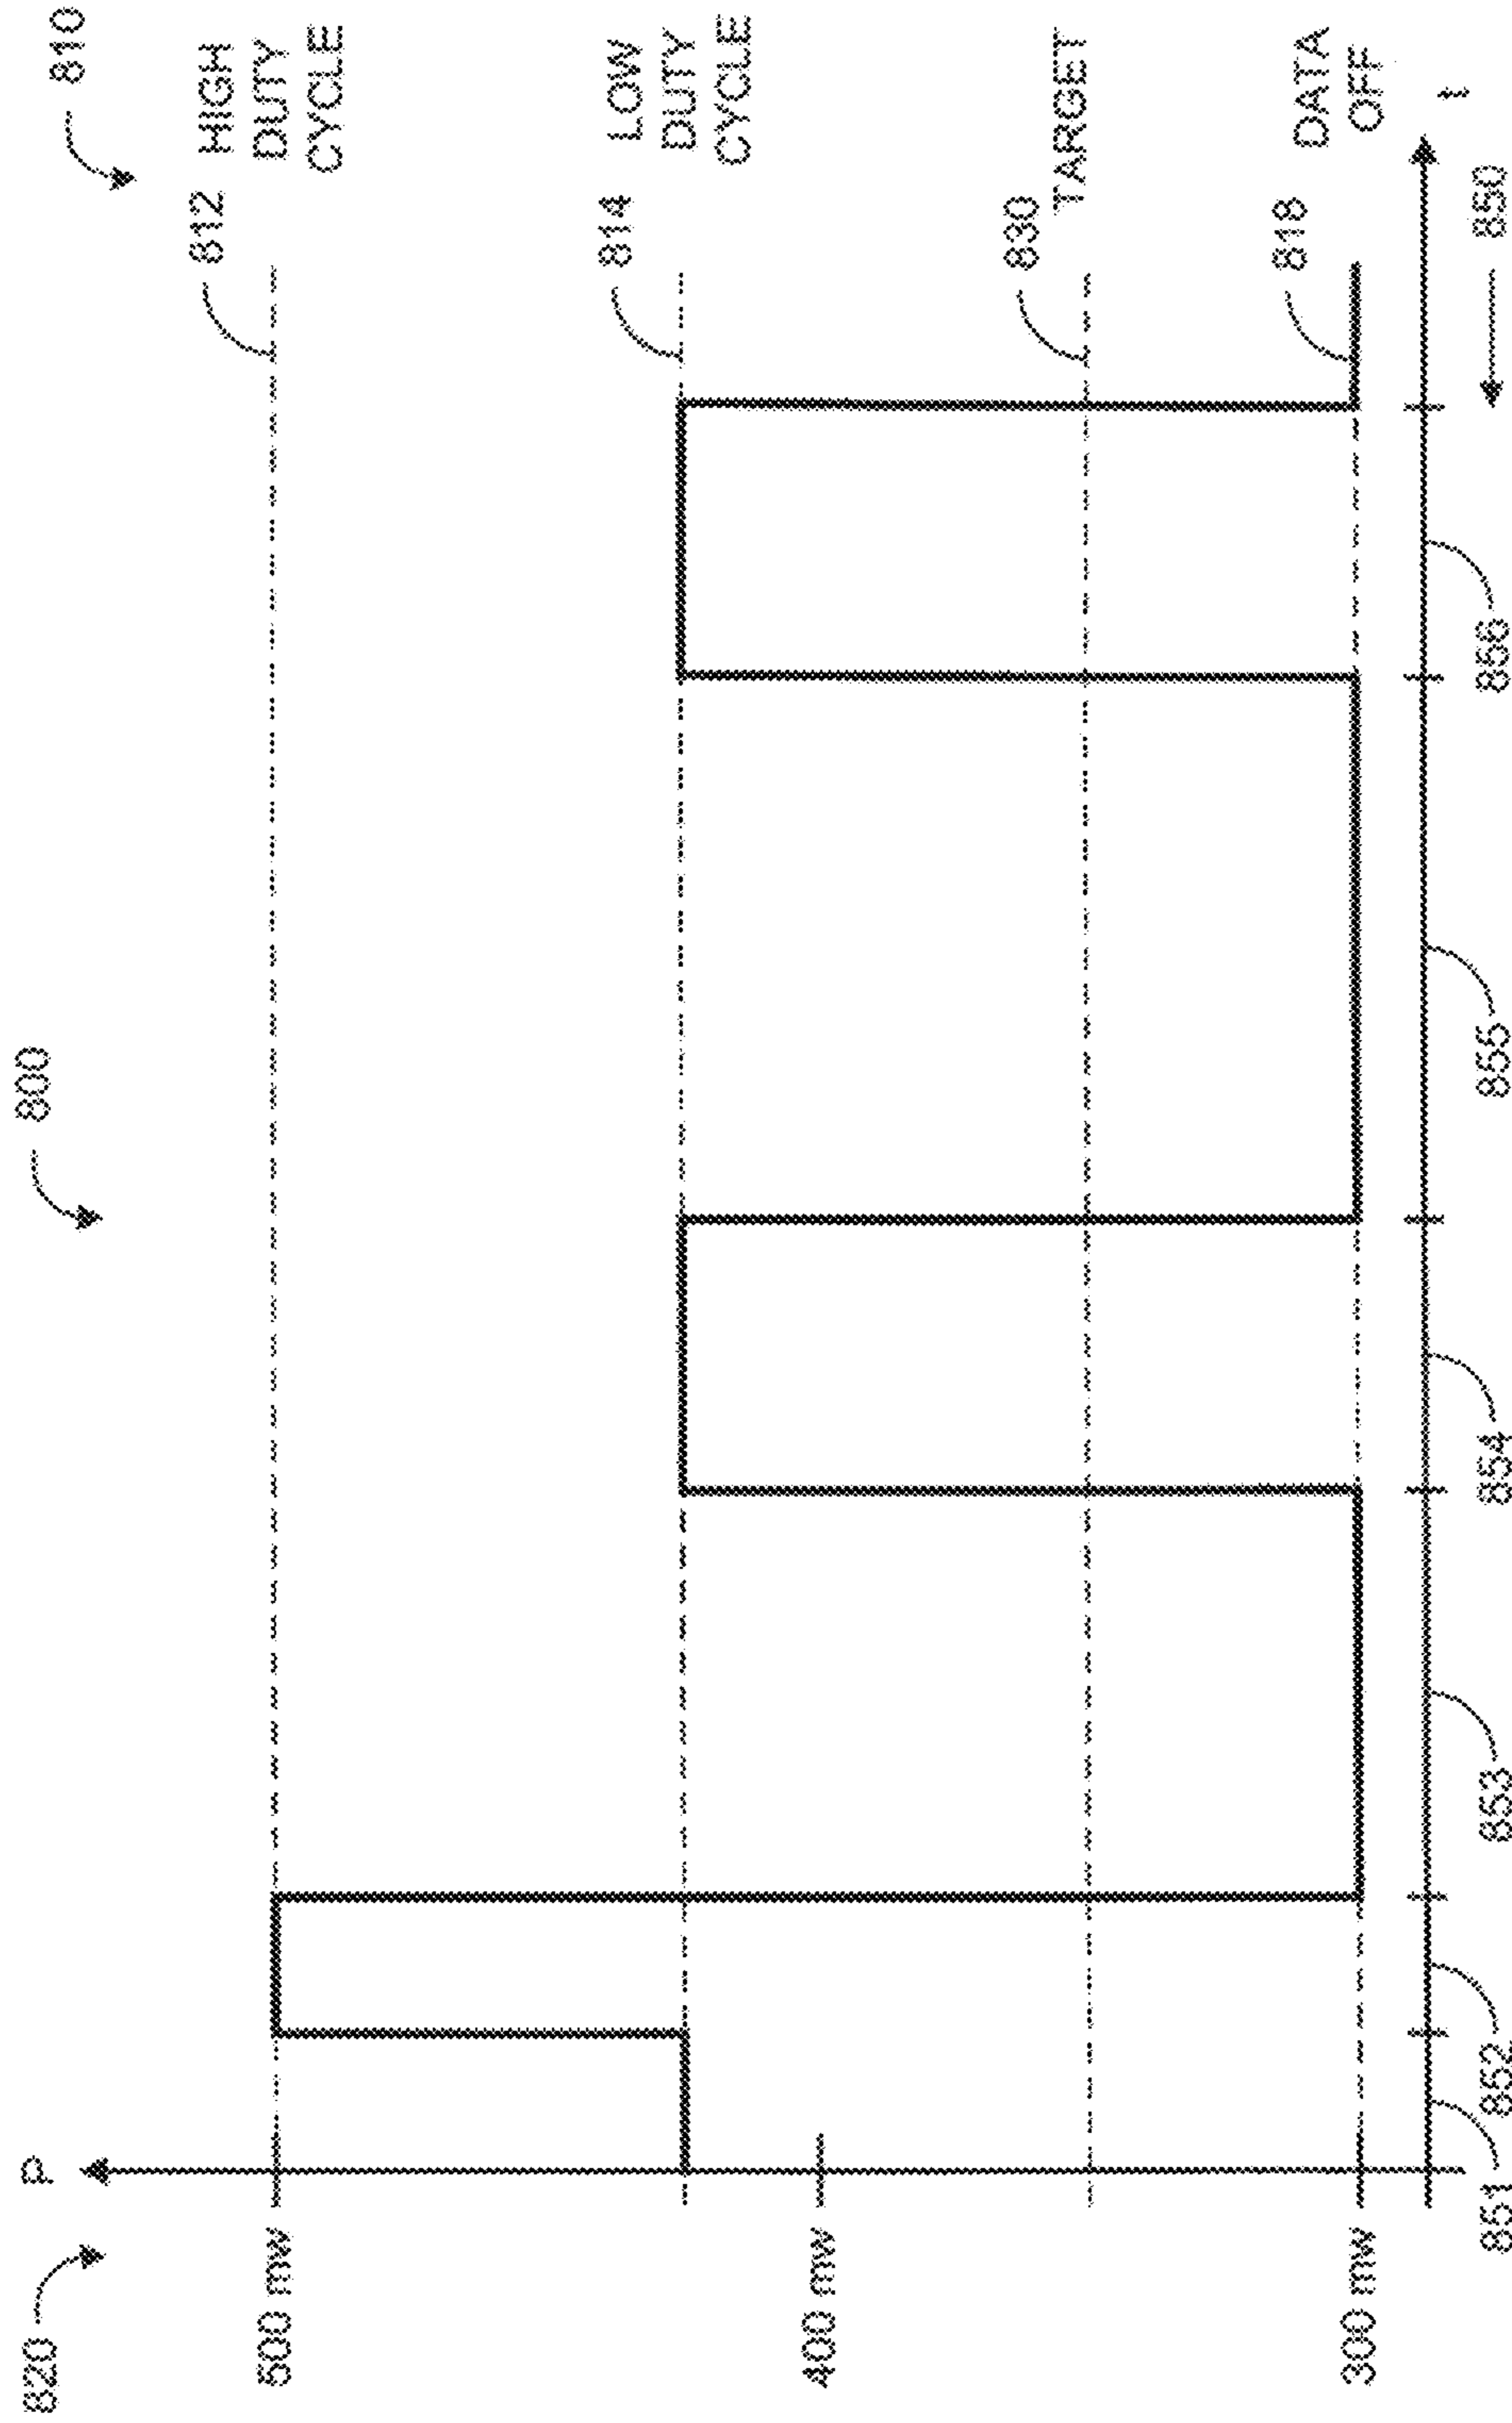 800
820
P
810
500 mw
400 mw
300 mw
812
HIGH
DUTY
CYCLE
814
LOW
DUTY
CYCLE
830
TARGET
818
DATA
OFF
t
851
852
853
854
855
856
850